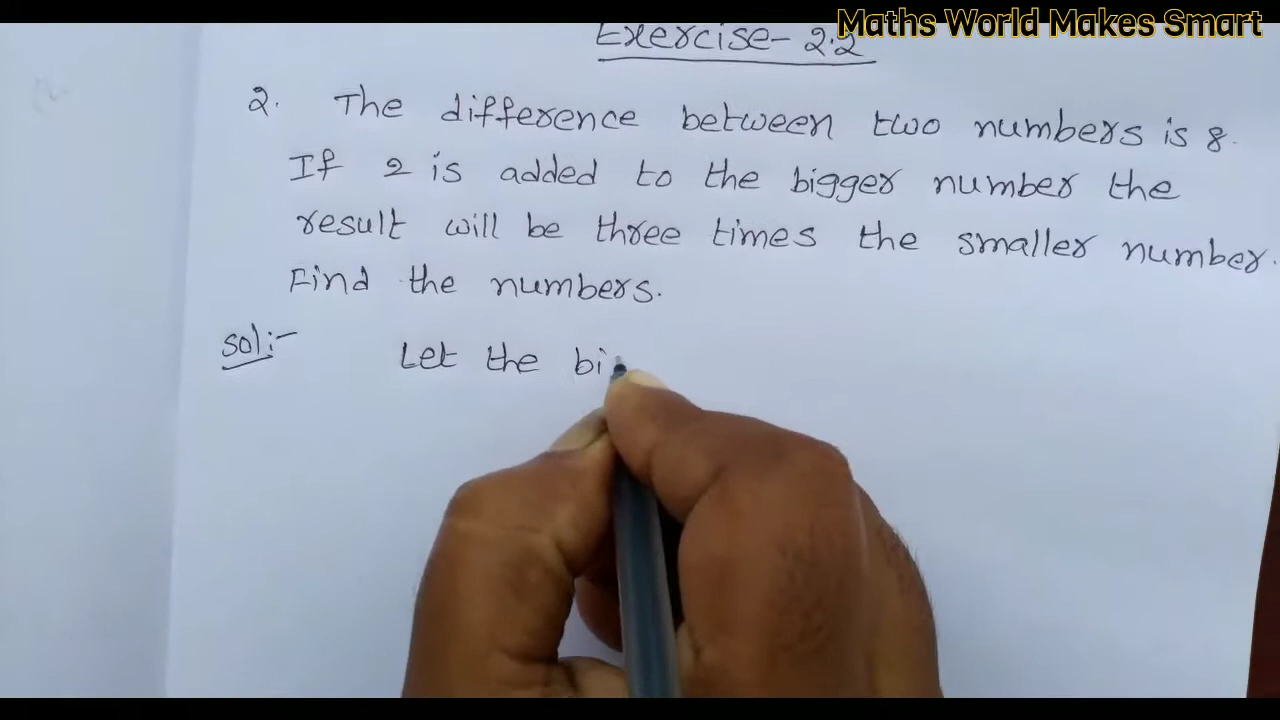 Maths World Makes Smart
Exercise- 2.2
2. The difference between two numbers is 8.
If 2 is added to the bigger number the
result will be three times the smaller number.
Find the numbers.
Sol:- Let the bi